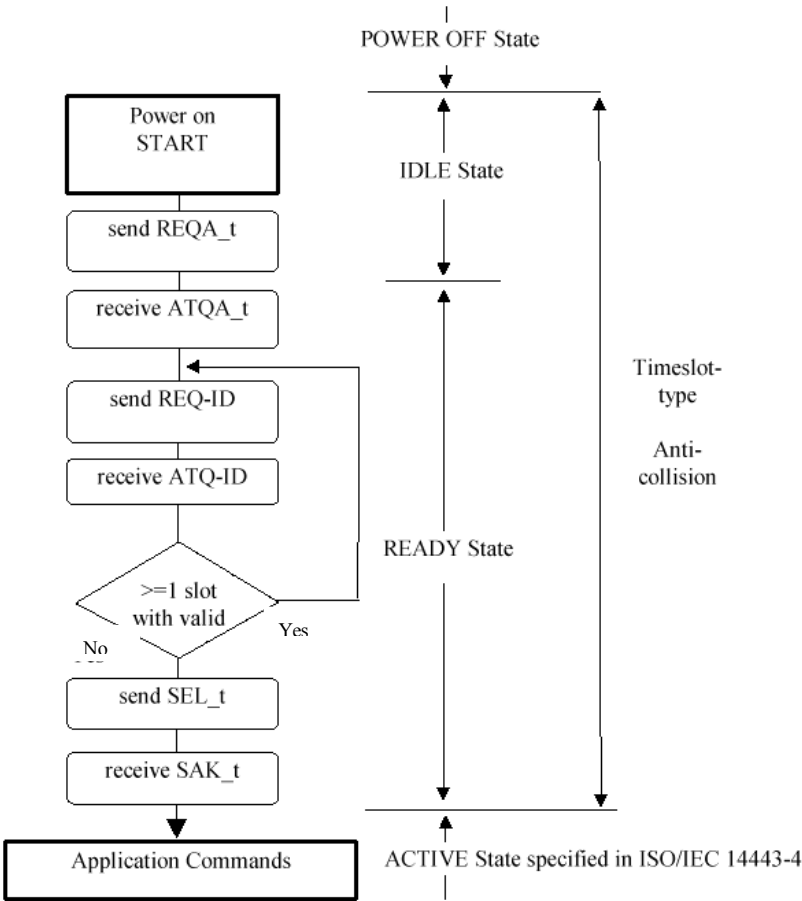 POWER OFF State
Power on
START
IDLE State
send REQA_t
receive ATQA_t
Timeslot-
type
Anti-
collision
send REQ-ID
receive ATQ-ID
READY State
>=1 slot
with valid
Yes
No
send SEL_t
receive SAK_t
Application Commands
ACTIVE State specified in ISO/IEC 14443-4